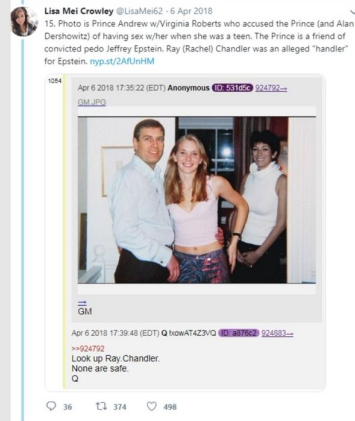 Lisa Mei Crowley @LisaMei62 · 6 Apr 2018
15. Photo is Prince Andrew w/Virginia Roberts who accused the Prince (and Alan
Dershowitz) of having sex w/her when she was a teen. The Prince is a friend of
convicted pedo Jeffrey Epstein. Ray (Rachel) Chandler was an alleged "handler"
for Epstein. nyp.st/2AfUnHM
1054
Apr 6 2018 17:35:22 (EDT) Anonymous ID: 531d5c 924792→
GM.JPG
→
GM
Apr 6 2018 17:39:48 (EDT) Q !xowAT4Z3VQ ID: a876c2 924883→
>>924792
Look up Ray.Chandler.
None are safe.
Q
36 374 498